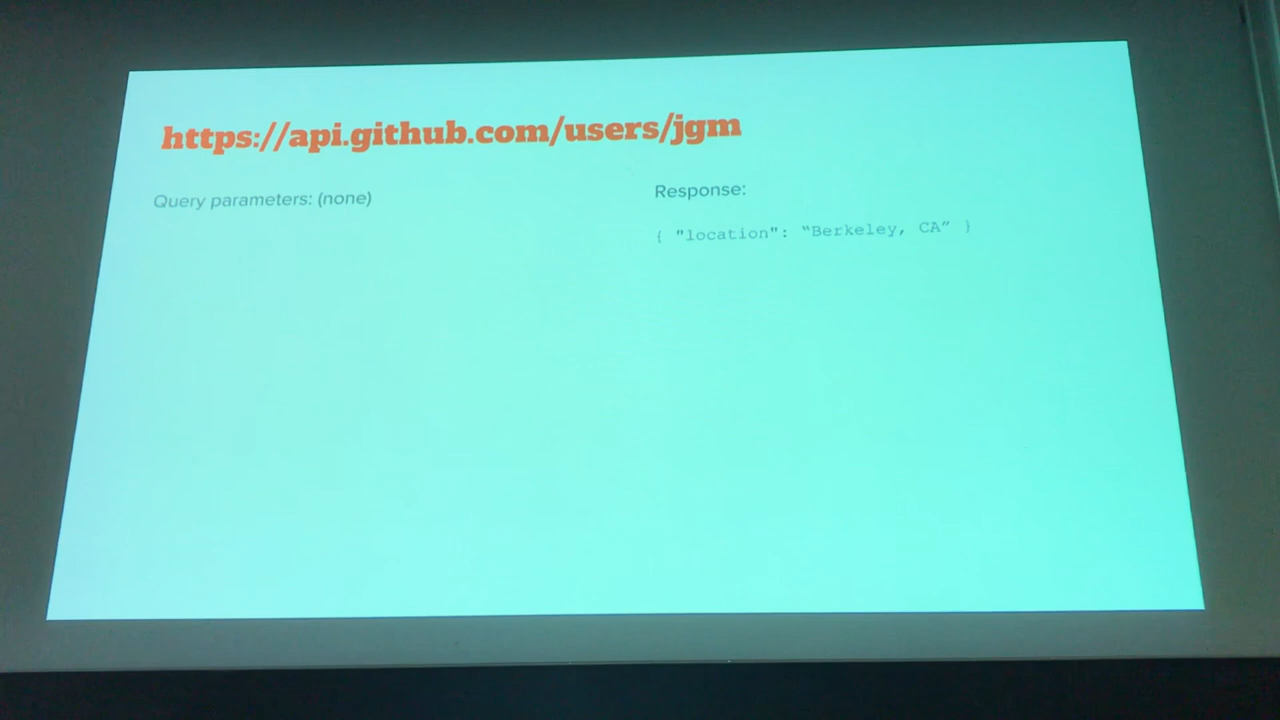 https://api.github.com/users/jgm
Query parameters: (none)
Response:
{ "location": “Berkeley, CA” }